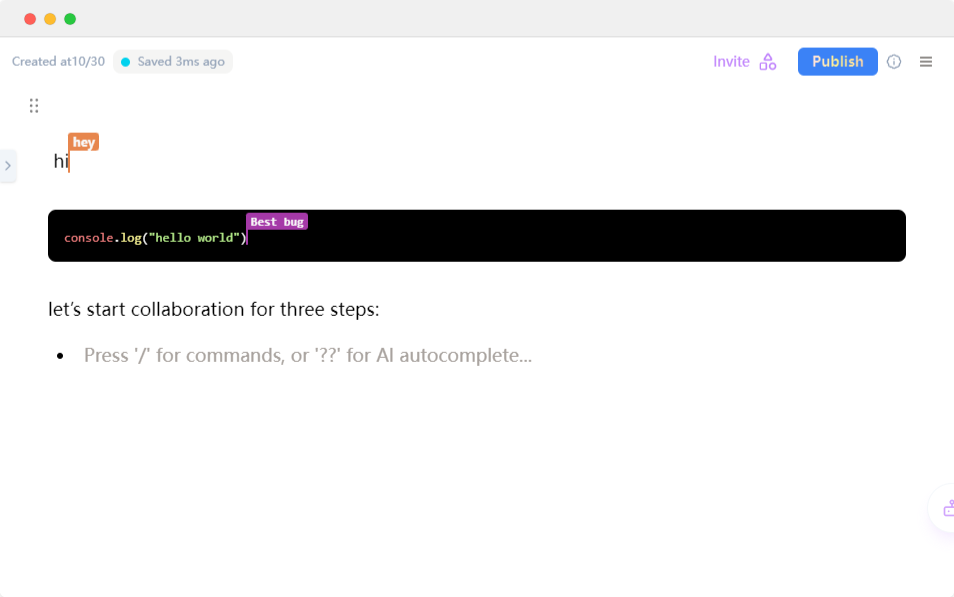 Created at10/30 Saved 3ms ago Invite Publish
hey
hi
Best bug
console.log("hello world")
let’s start collaboration for three steps:
Press '/' for commands, or '??' for AI autocomplete...